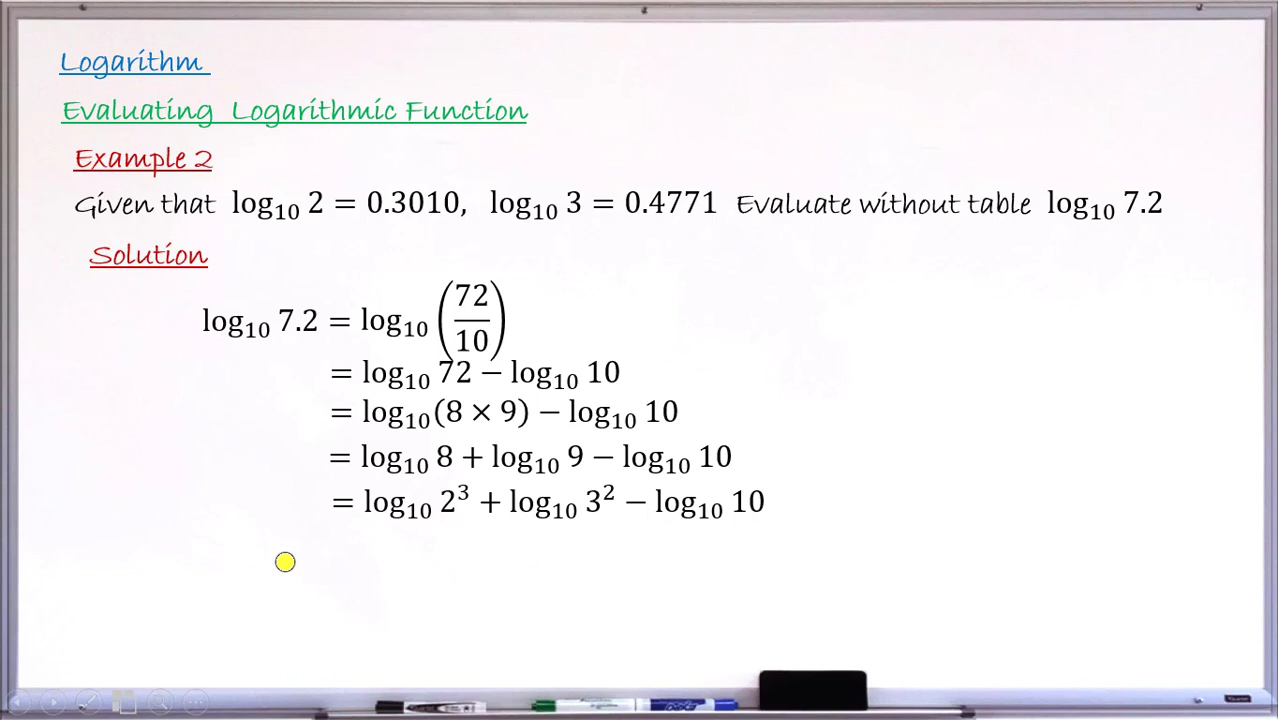 Logarithm
Evaluating Logarithmic Function
Example 2
Given that log₁₀ 2 = 0.3010, log₁₀ 3 = 0.4771 Evaluate without table log₁₀ 7.2
Solution
log₁₀ 7.2 = log₁₀ (72/10)
= log₁₀ 72 − log₁₀ 10
= log₁₀(8 × 9) − log₁₀ 10
= log₁₀ 8 + log₁₀ 9 − log₁₀ 10
= log₁₀ 2³ + log₁₀ 3² − log₁₀ 10